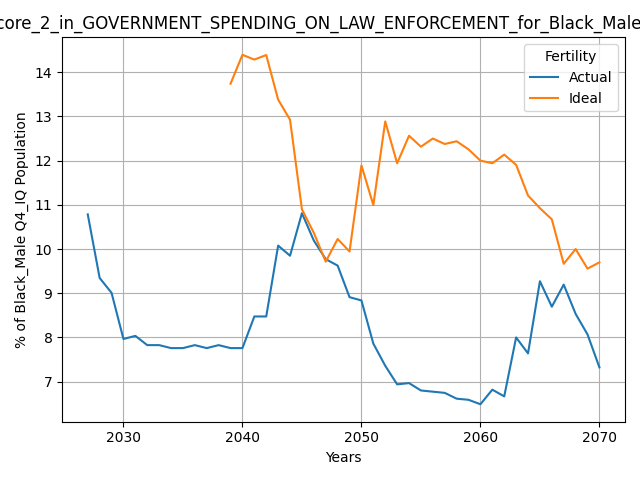 core_2_in_GOVERNMENT_SPENDING_ON_LAW_ENFORCEMENT_for_Black_Male
Fertility
Actual
Ideal
% of Black_Male Q4_IQ Population
14
13
12
11
10
9
8
7
2030 2040 2050 2060 2070
Years